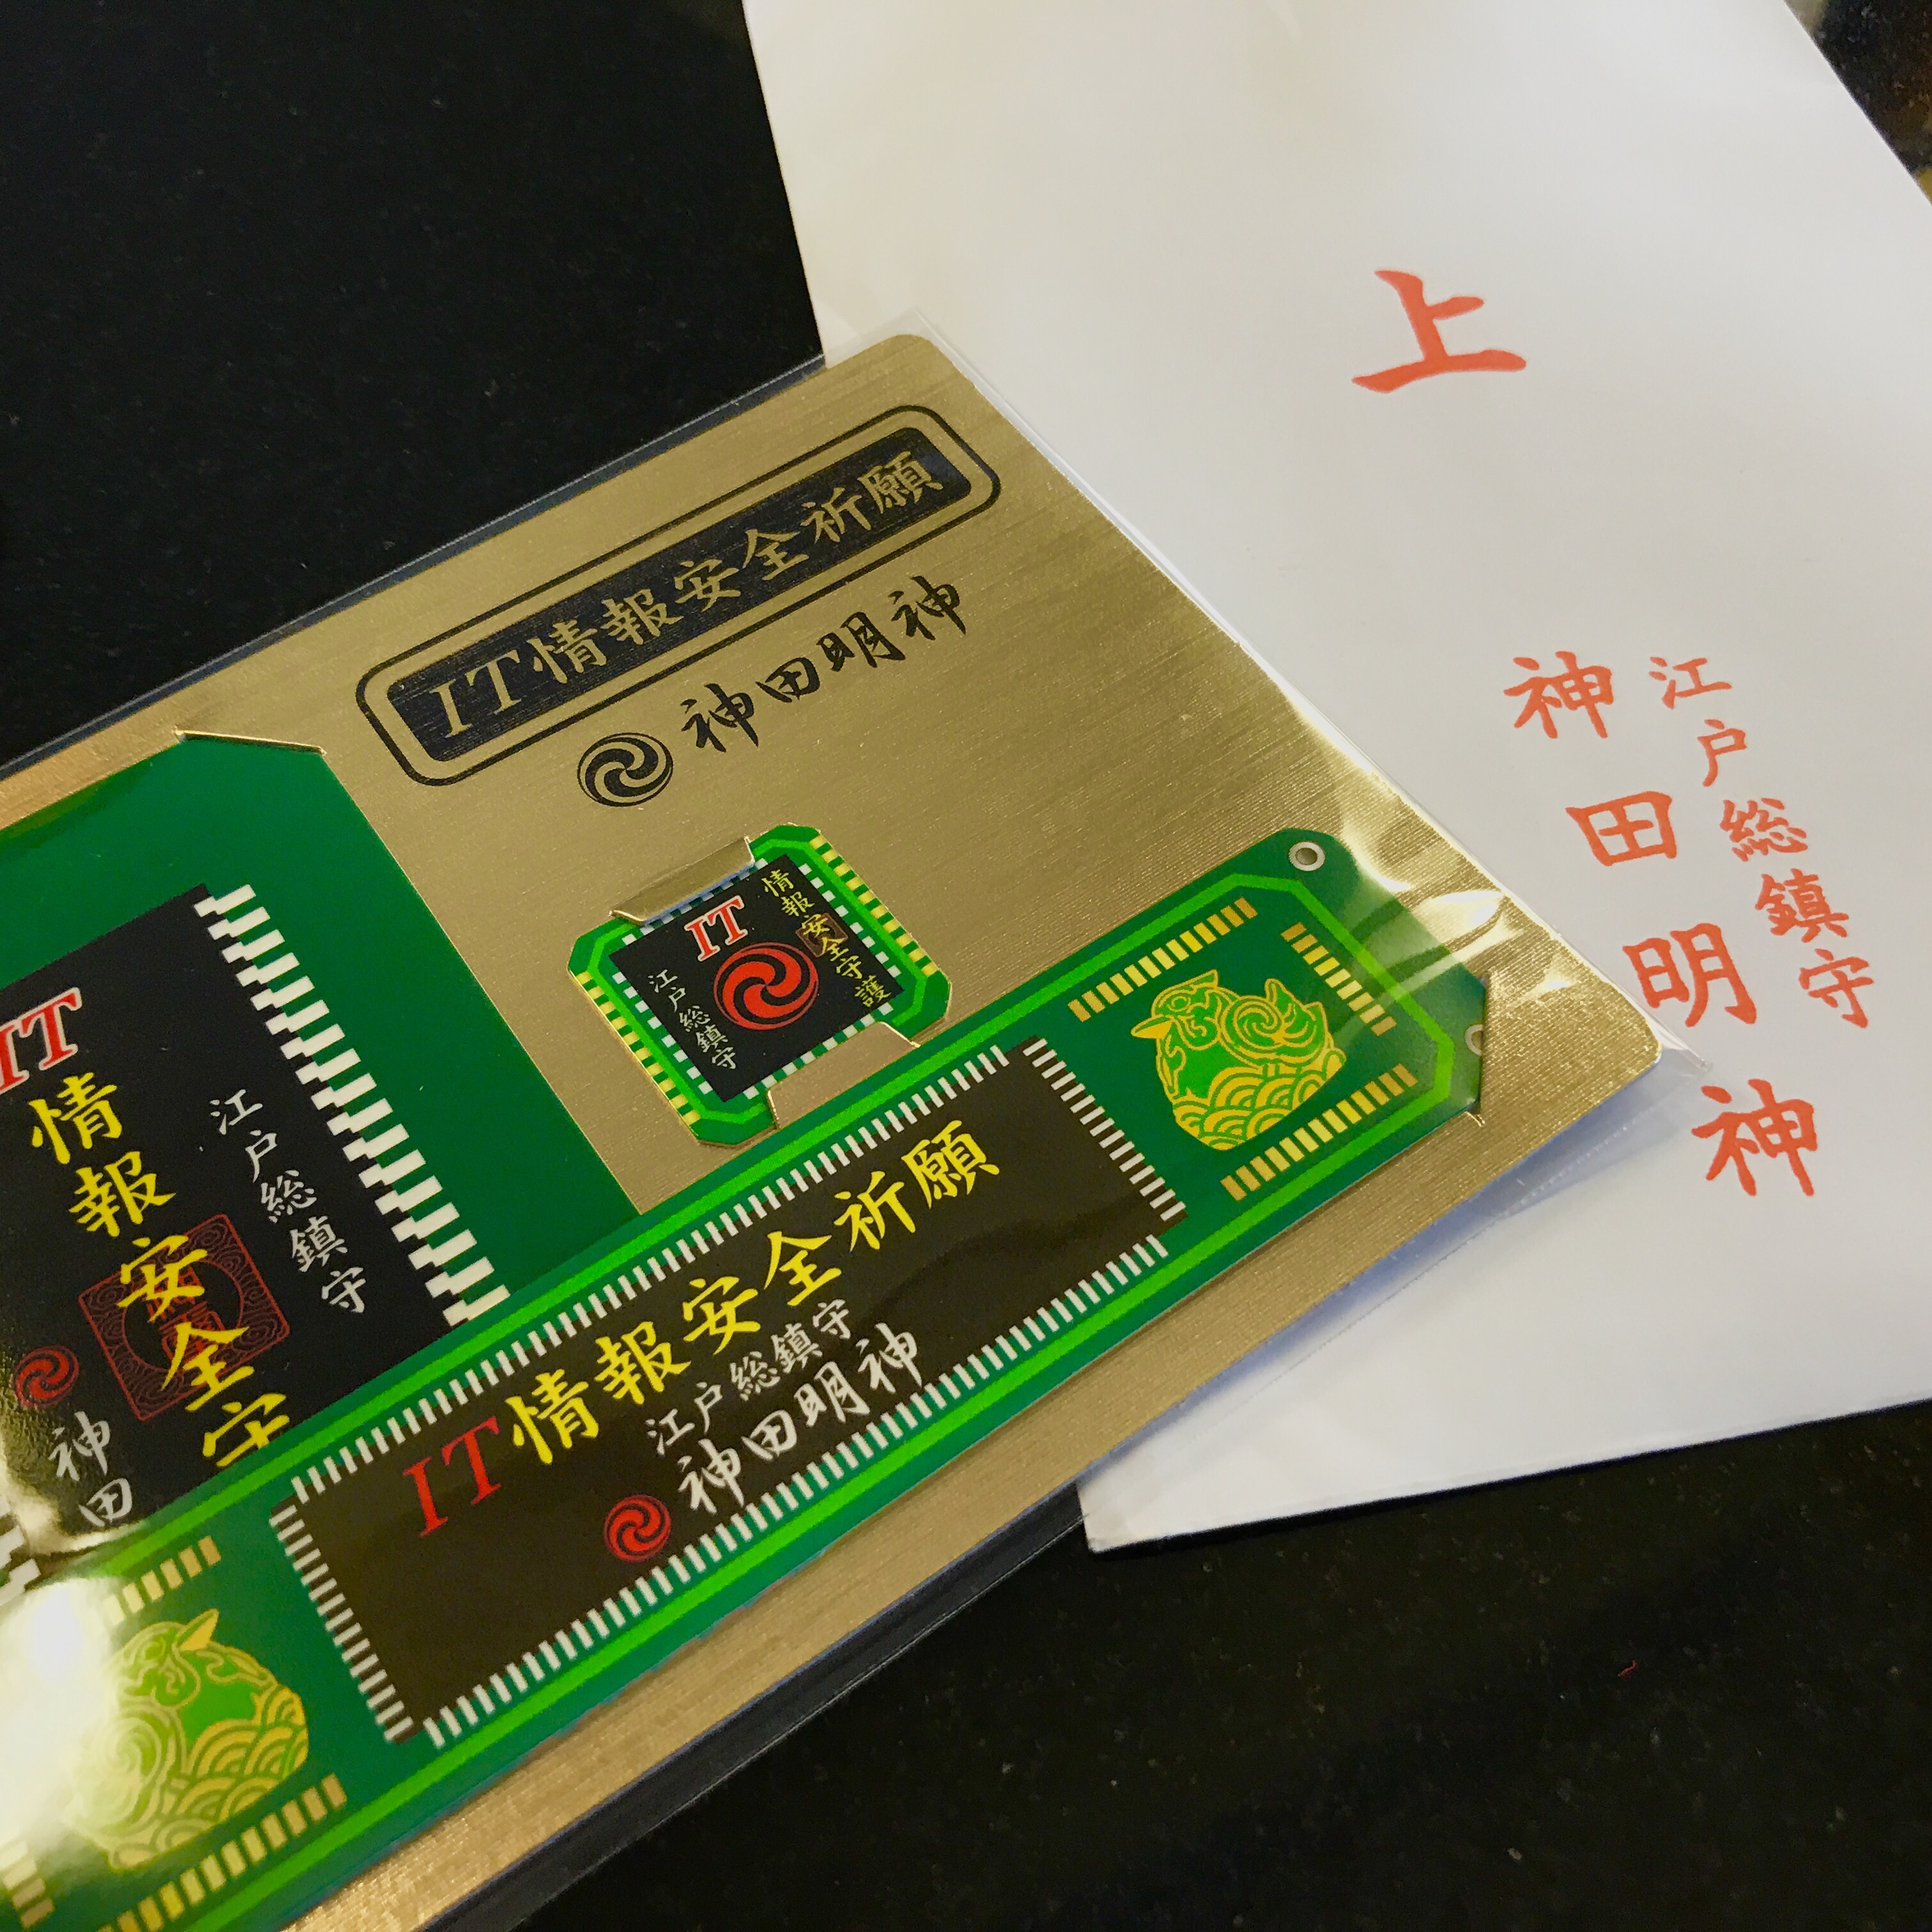 上
江戸総鎮守
神田明神
IT情報安全祈願
神田明神
IT
情報安全守護
江戸総鎮守
IT
江戸総鎮守
情報安全守
神田
IT情報安全祈願
江戸総鎮守
神田明神